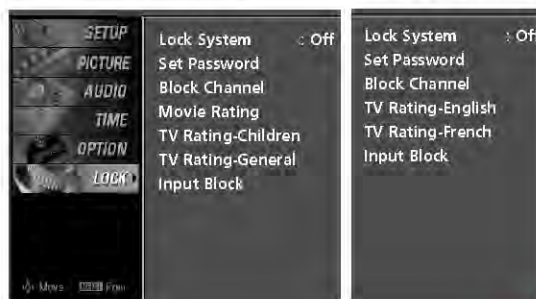 SETUP
PICTURE
AUDIO
TIME
OPTION
LOCK
Move MENU Prev.
Lock System : Off
Set Password
Block Channel
Movie Rating
TV Rating-Children
TV Rating-General
Input Block
Lock System : Off
Set Password
Block Channel
TV Rating-English
TV Rating-French
Input Block